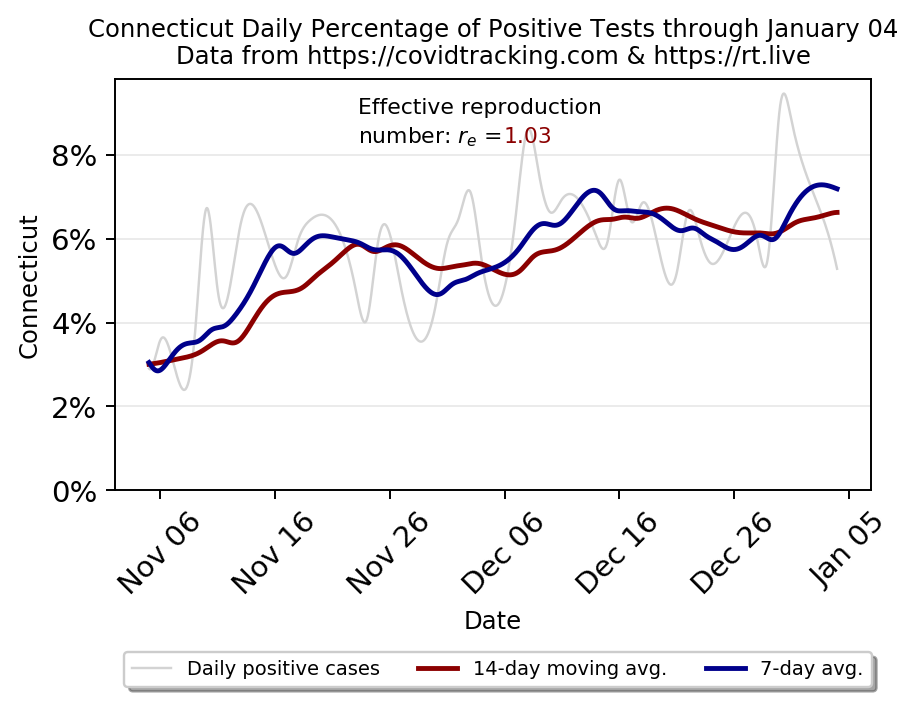 Connecticut Daily Percentage of Positive Tests through January 04
Data from https://covidtracking.com & https://rt.live
Effective reproduction
number: rₑ =1.03
8%
6%
4%
2%
0%
Connecticut
Nov 06
Nov 16
Nov 26
Dec 06
Dec 16
Dec 26
Jan 05
Date
Daily positive cases
14-day moving avg.
7-day avg.